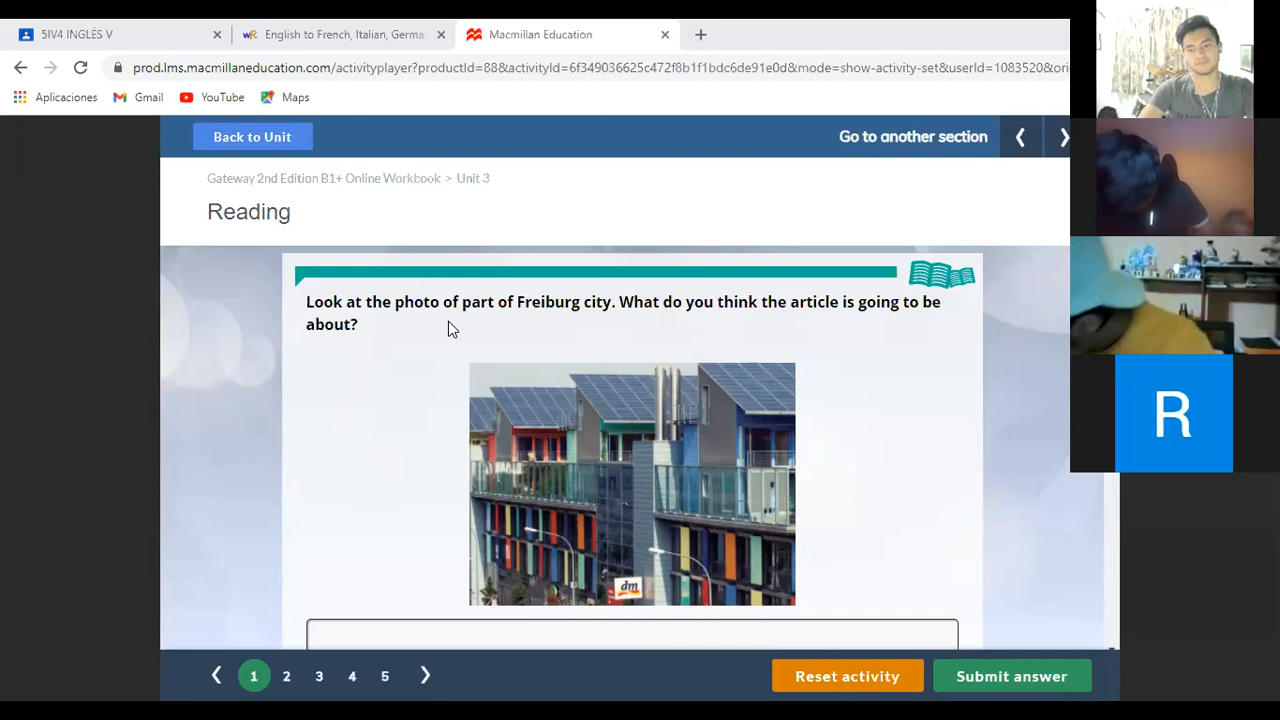 5IV4 INGLÉS V
English to French, Italian, Germa
Macmillan Education
prod.lms.macmillaneducation.com/activityplayer?productId=88&activityId=6f349036625c472f8b1f1bdc6de91e0d&mode=show-activity-set&userId=1083520&ori
Aplicaciones
Gmail
YouTube
Maps
Back to Unit
Go to another section
Gateway 2nd Edition B1+ Online Workbook > Unit 3
Reading
Look at the photo of part of Freiburg city. What do you think the article is going to be
about?
dm
R
1 2 3 4 5
Reset activity
Submit answer